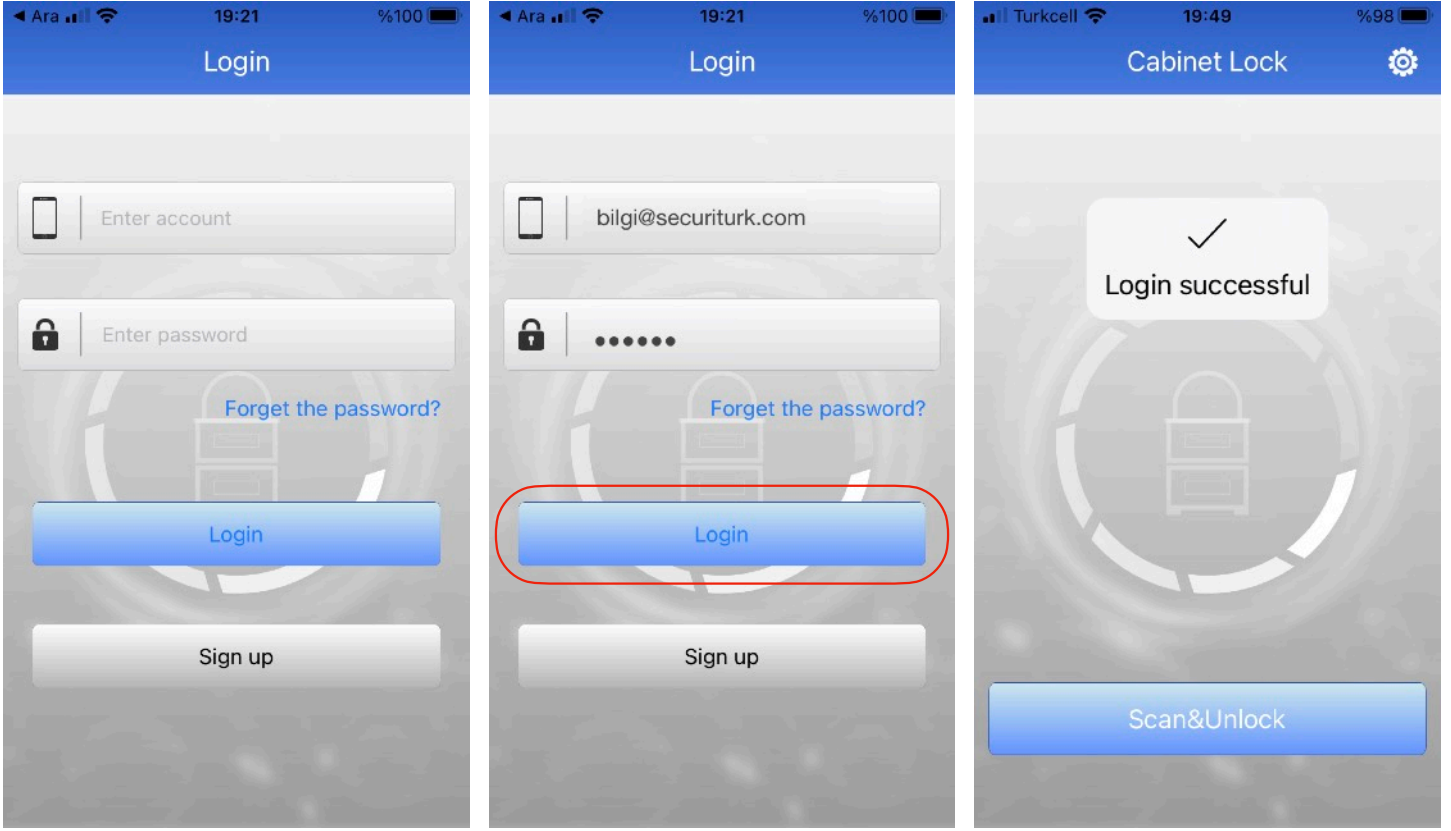 ◀ Ara 19:21 %100
Login
Enter account
Enter password
Forget the password?
Login
Sign up
◀ Ara 19:21 %100
Login
bilgi@securiturk.com
••••••
Forget the password?
Login
Sign up
Turkcell 19:49 %98
Cabinet Lock
Login successful
Scan&Unlock